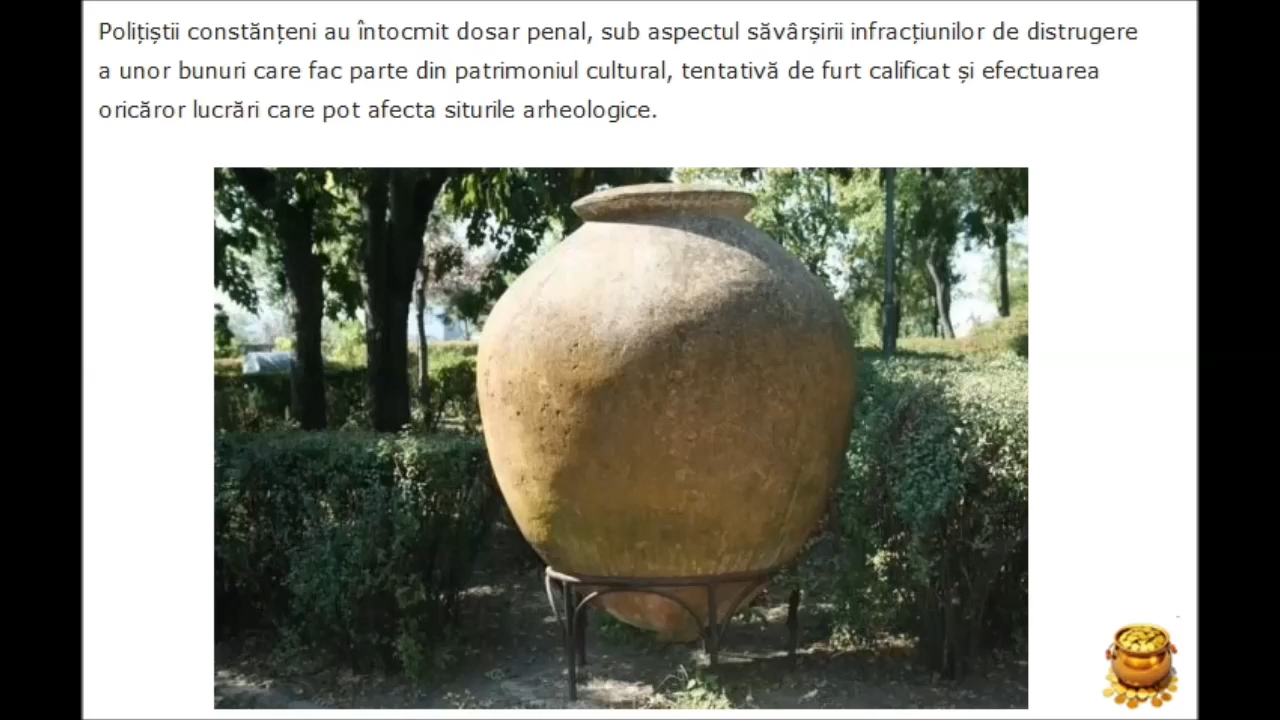 Polițiștii constănțeni au întocmit dosar penal, sub aspectul săvârșirii infracțiunilor de distrugere
a unor bunuri care fac parte din patrimoniul cultural, tentativă de furt calificat și efectuarea
oricăror lucrări care pot afecta siturile arheologice.